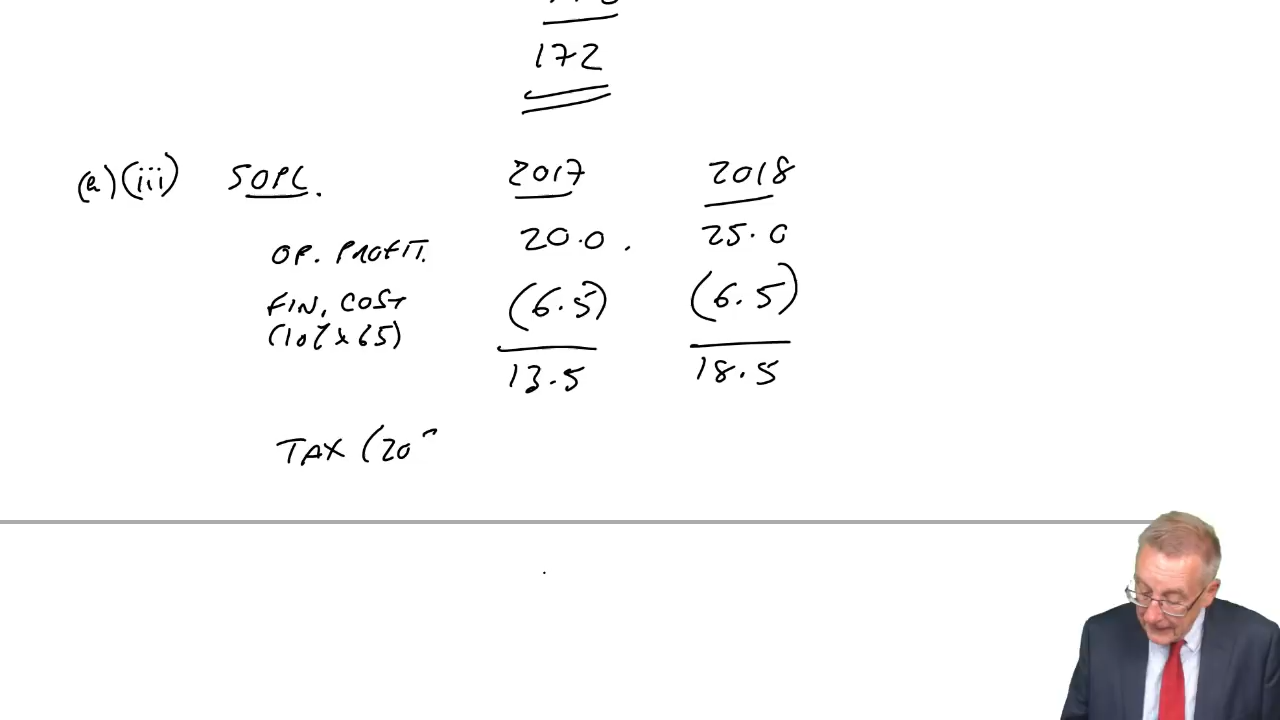 172
(a)(iii) SOPL. 2017 2018
OP. PROFIT. 20.0 . 25.0
FIN. COST (6.5) (6.5)
(10% x 65)
13.5 18.5
TAX (20